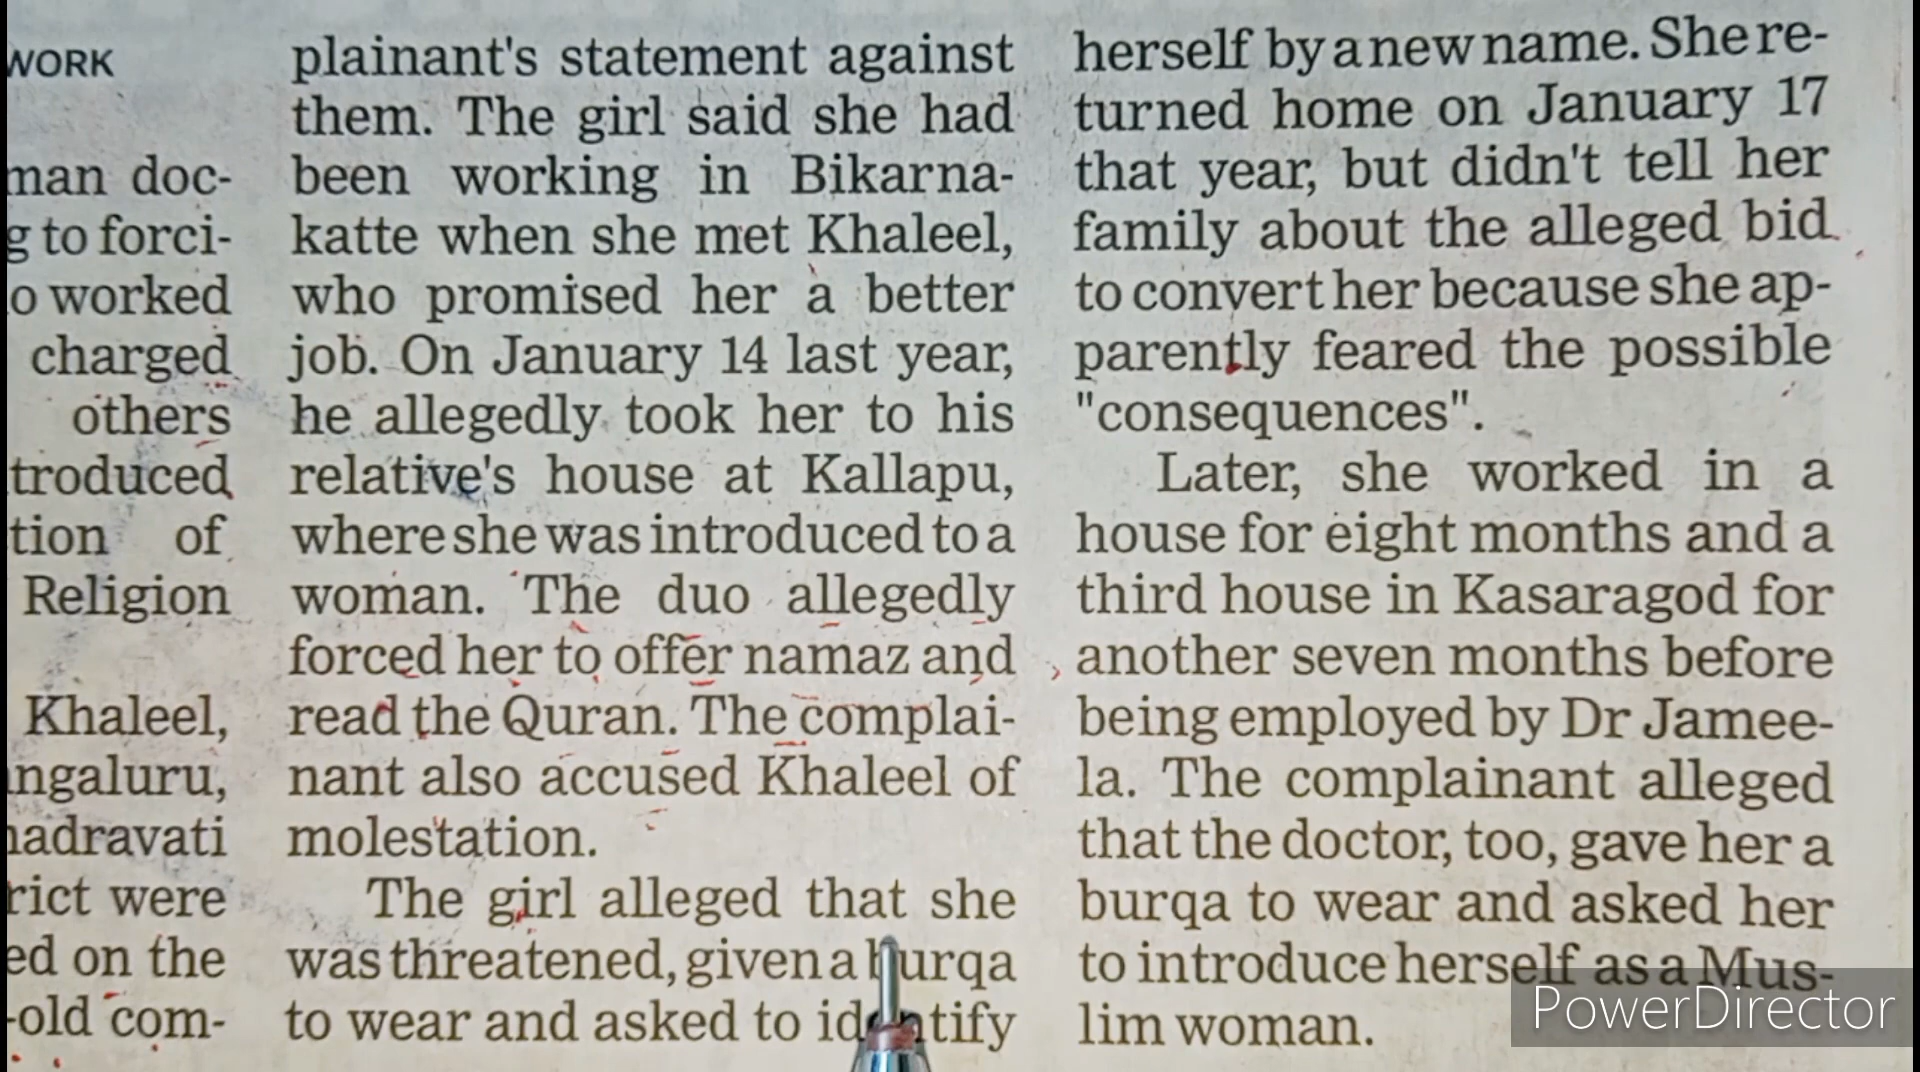 WORK
man doc-
g to forci-
o worked
charged
others
troduced
tion of
Religion
Khaleel,
ngaluru,
adravati
rict were
ed on the
-old com-
plainant's statement against
them. The girl said she had
been working in Bikarna-
katte when she met Khaleel,
who promised her a better
job. On January 14 last year,
he allegedly took her to his
relative's house at Kallapu,
where she was introduced to a
woman. The duo allegedly
forced her to offer namaz and
read the Quran. The complai-
nant also accused Khaleel of
molestation.
The girl alleged that she
was threatened, given a burqa
to wear and asked to identify
herself by a new name. She re-
turned home on January 17
that year, but didn't tell her
family about the alleged bid
to convert her because she ap-
parently feared the possible
"consequences".
Later, she worked in a
house for eight months and a
third house in Kasaragod for
another seven months before
being employed by Dr Jamee-
la. The complainant alleged
that the doctor, too, gave her a
burqa to wear and asked her
to introduce herself as a Mus-
lim woman.
PowerDirector